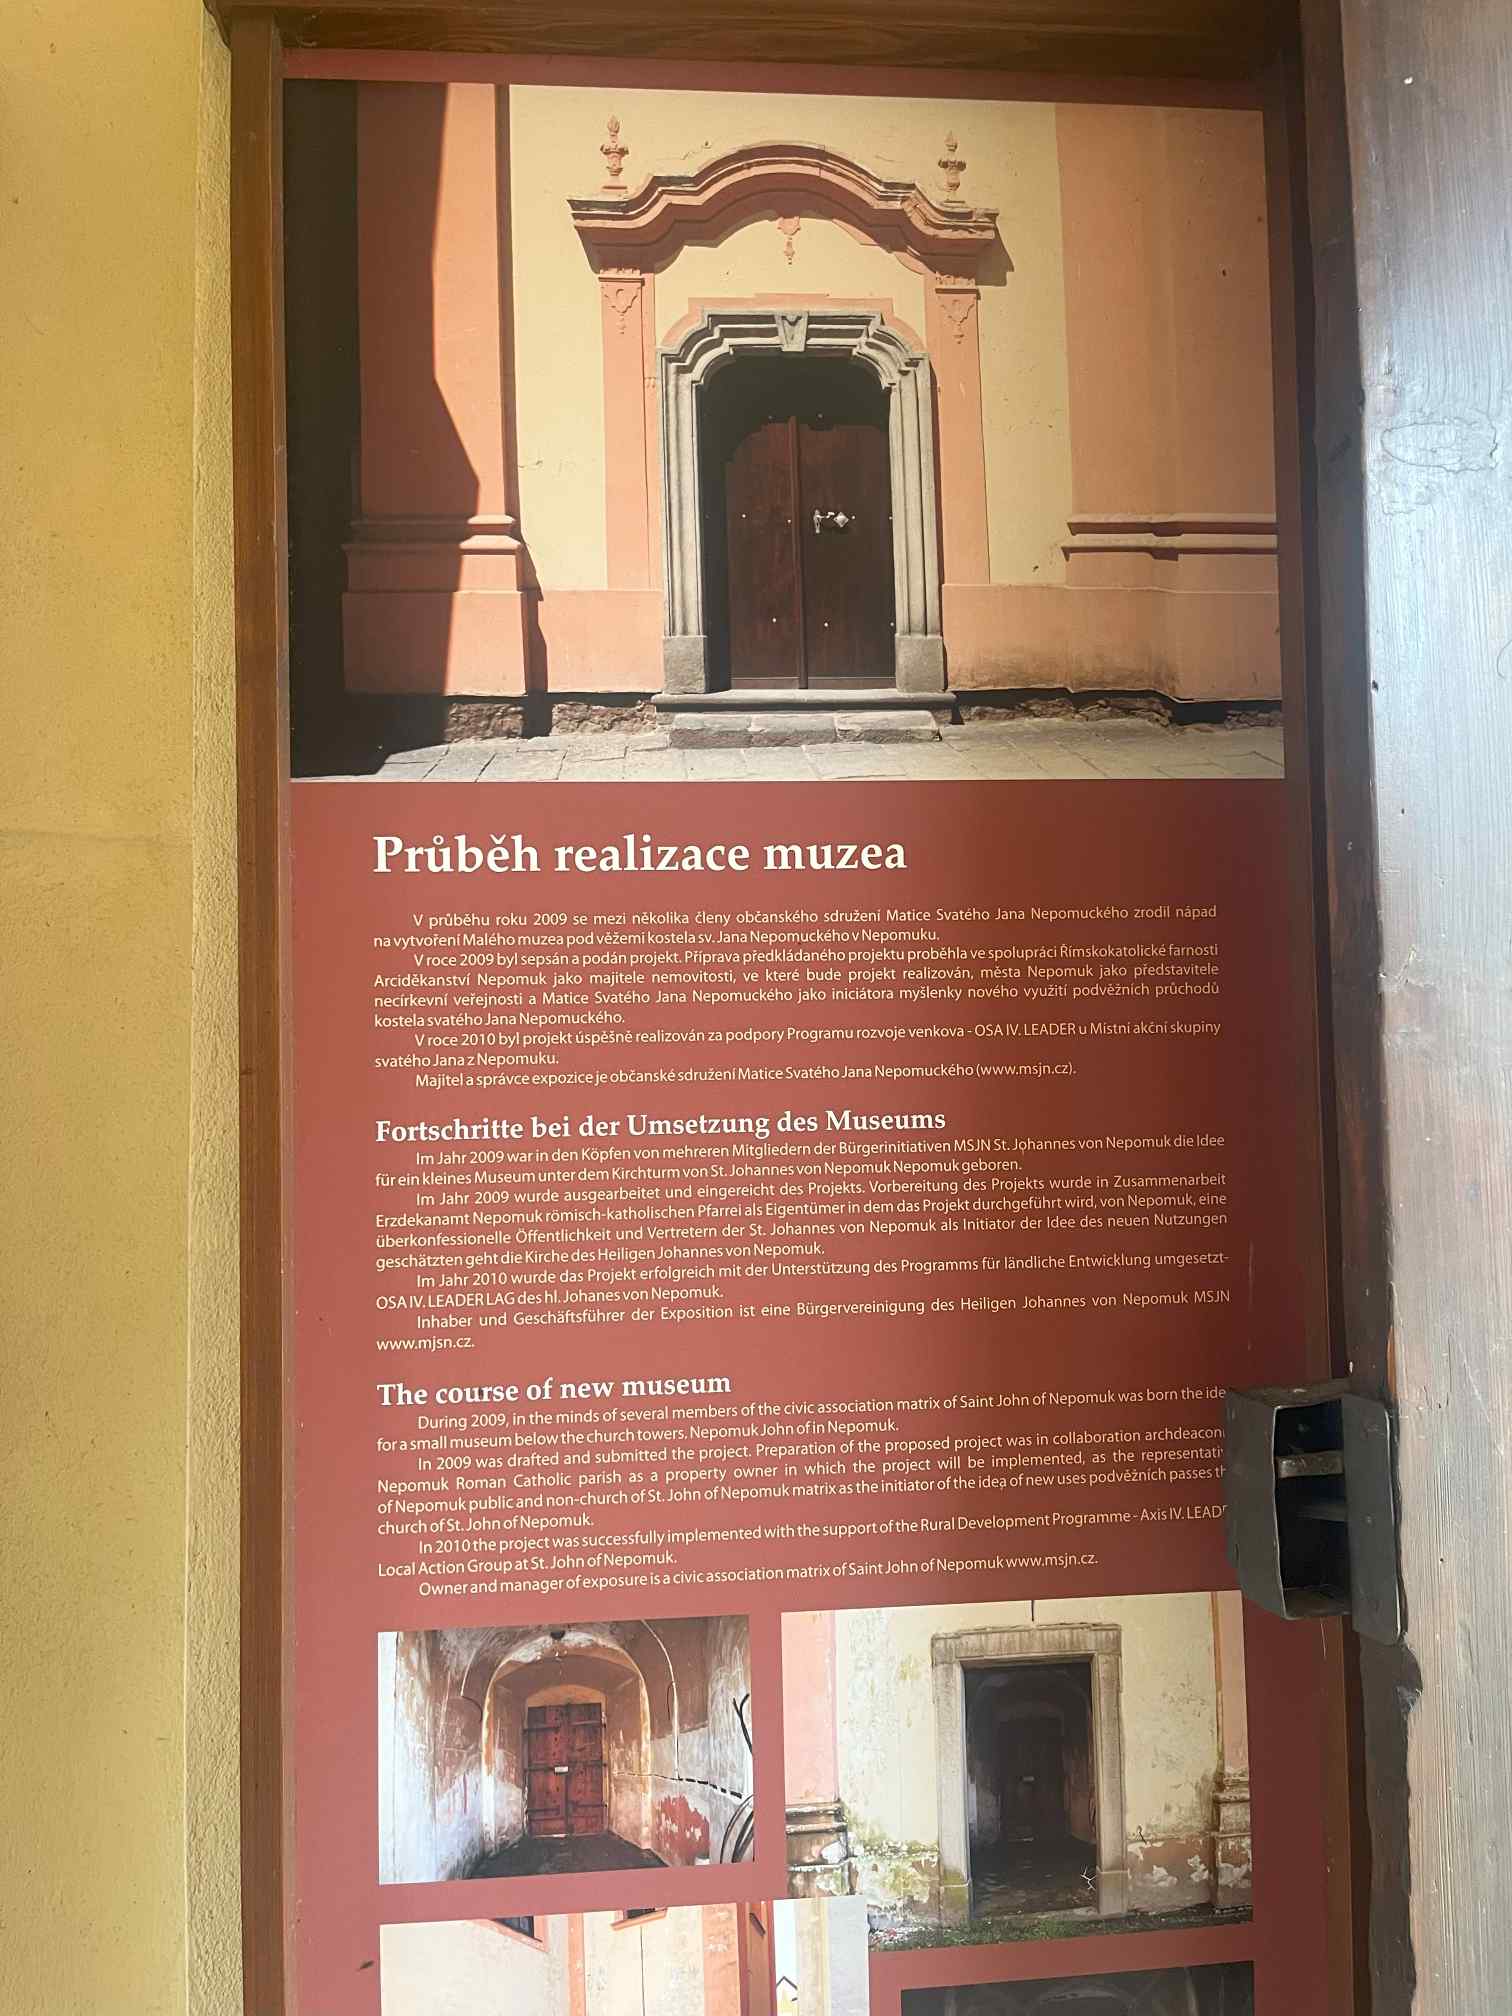 Průběh realizace muzea
V průběhu roku 2009 se mezi několika členy občanského sdružení Matice Svatého Jana Nepomuckého zrodil nápad
na vytvoření Malého muzea pod věžemi kostela sv. Jana Nepomuckého v Nepomuku.
V roce 2009 byl sepsán a podán projekt. Příprava předkládaného projektu proběhla ve spolupráci Římskokatolické farnosti
Arciděkanství Nepomuk jako majitele nemovitosti, ve které bude projekt realizován, města Nepomuk jako představitele
necírkevní veřejnosti a Matice Svatého Jana Nepomuckého jako iniciátora myšlenky nového využití podvěžních průchodů
kostela svatého Jana Nepomuckého.
V roce 2010 byl projekt úspěšně realizován za podpory Programu rozvoje venkova - OSA IV. LEADER u Místní akční skupiny
svatého Jana z Nepomuku.
Majitel a správce expozice je občanské sdružení Matice Svatého Jana Nepomuckého (www.msjn.cz).
Fortschritte bei der Umsetzung des Museums
Im Jahr 2009 war in den Köpfen von mehreren Mitgliedern der Bürgerinitiativen MSJN St. Johannes von Nepomuk die Idee
für ein kleines Museum unter dem Kirchturm von St. Johannes von Nepomuk Nepomuk geboren.
Im Jahr 2009 wurde ausgearbeitet und eingereicht des Projekts. Vorbereitung des Projekts wurde in Zusammenarbeit
Erzdekanamt Nepomuk römisch-katholischen Pfarrei als Eigentümer in dem das Projekt durchgeführt wird, von Nepomuk, eine
überkonfessionelle Öffentlichkeit und Vertretern der St. Johannes von Nepomuk als Initiator der Idee des neuen Nutzungen
geschätzten geht die Kirche des Heiligen Johannes von Nepomuk.
Im Jahr 2010 wurde das Projekt erfolgreich mit der Unterstützung des Programms für ländliche Entwicklung umgesetzt-
OSA IV. LEADER LAG des hl. Johanes von Nepomuk.
Inhaber und Geschäftsführer der Exposition ist eine Bürgervereinigung des Heiligen Johannes von Nepomuk MSJN
www.mjsn.cz.
The course of new museum
During 2009, in the minds of several members of the civic association matrix of Saint John of Nepomuk was born the
for a small museum below the church towers. Nepomuk John of in Nepomuk.
In 2009 was drafted and submitted the project. Preparation of the proposed project was in collaboration
Nepomuk Roman Catholic parish as a property owner in which the project will be implemented, as the
of Nepomuk public and non-church of St. John of Nepomuk matrix as the initiator of the idea of new uses podvěžních passes
church of St. John of Nepomuk.
In 2010 the project was successfully implemented with the support of the Rural Development Programme - Axis IV.
Local Action Group at St. John of Nepomuk.
Owner and manager of exposure is a civic association matrix of Saint John of Nepomuk www.msjn.cz.